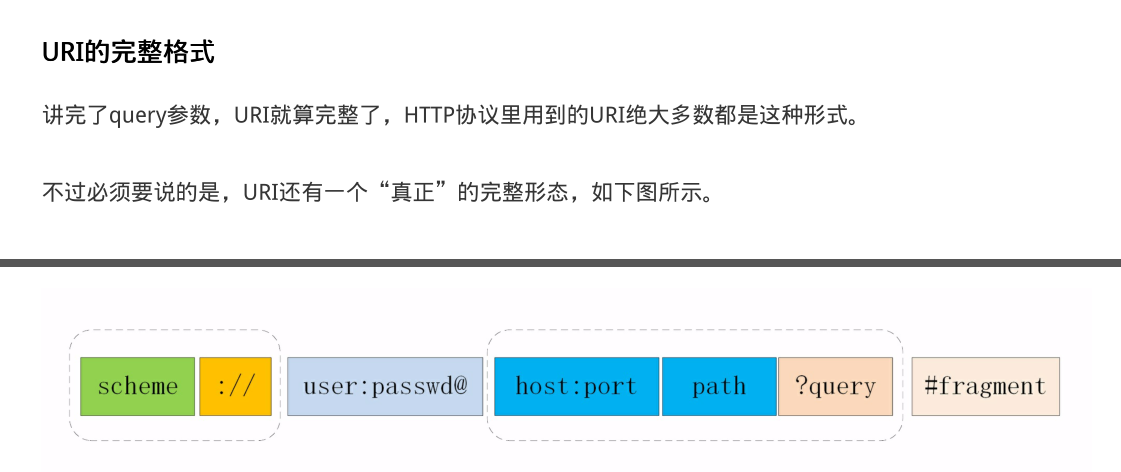 URI的完整格式
讲完了query参数，URI就算完整了，HTTP协议里用到的URI绝大多数都是这种形式。
不过必须要说的是，URI还有一个“真正”的完整形态，如下图所示。
scheme :// user:passwd@ host:port path ?query #fragment